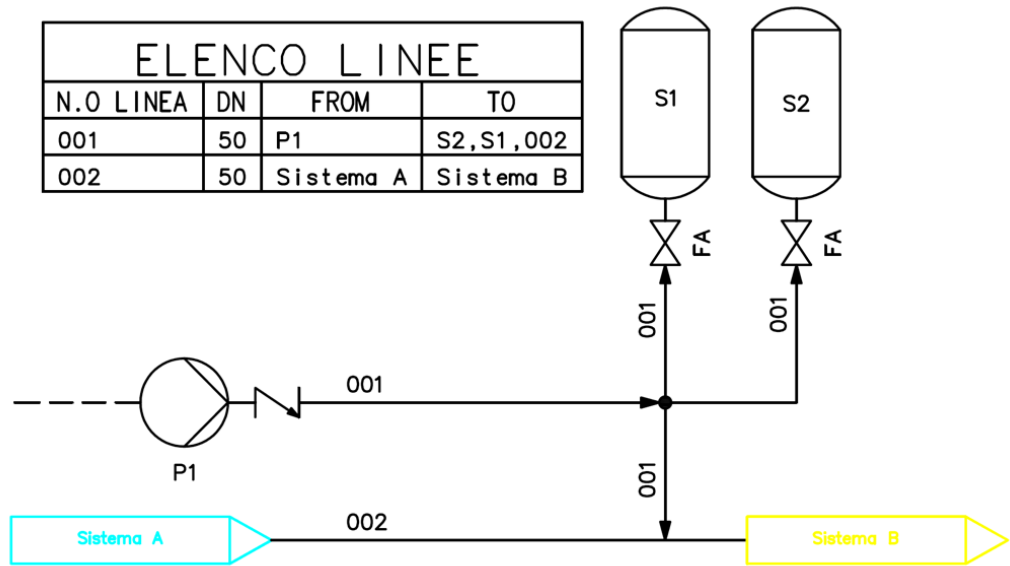 ELENCO LINEE
N.O LINEA DN FROM TO
001 50 P1 S2,S1,002
002 50 Sistema A Sistema B
S1
S2
FA
FA
001
001
001
P1
001
002
Sistema A
Sistema B